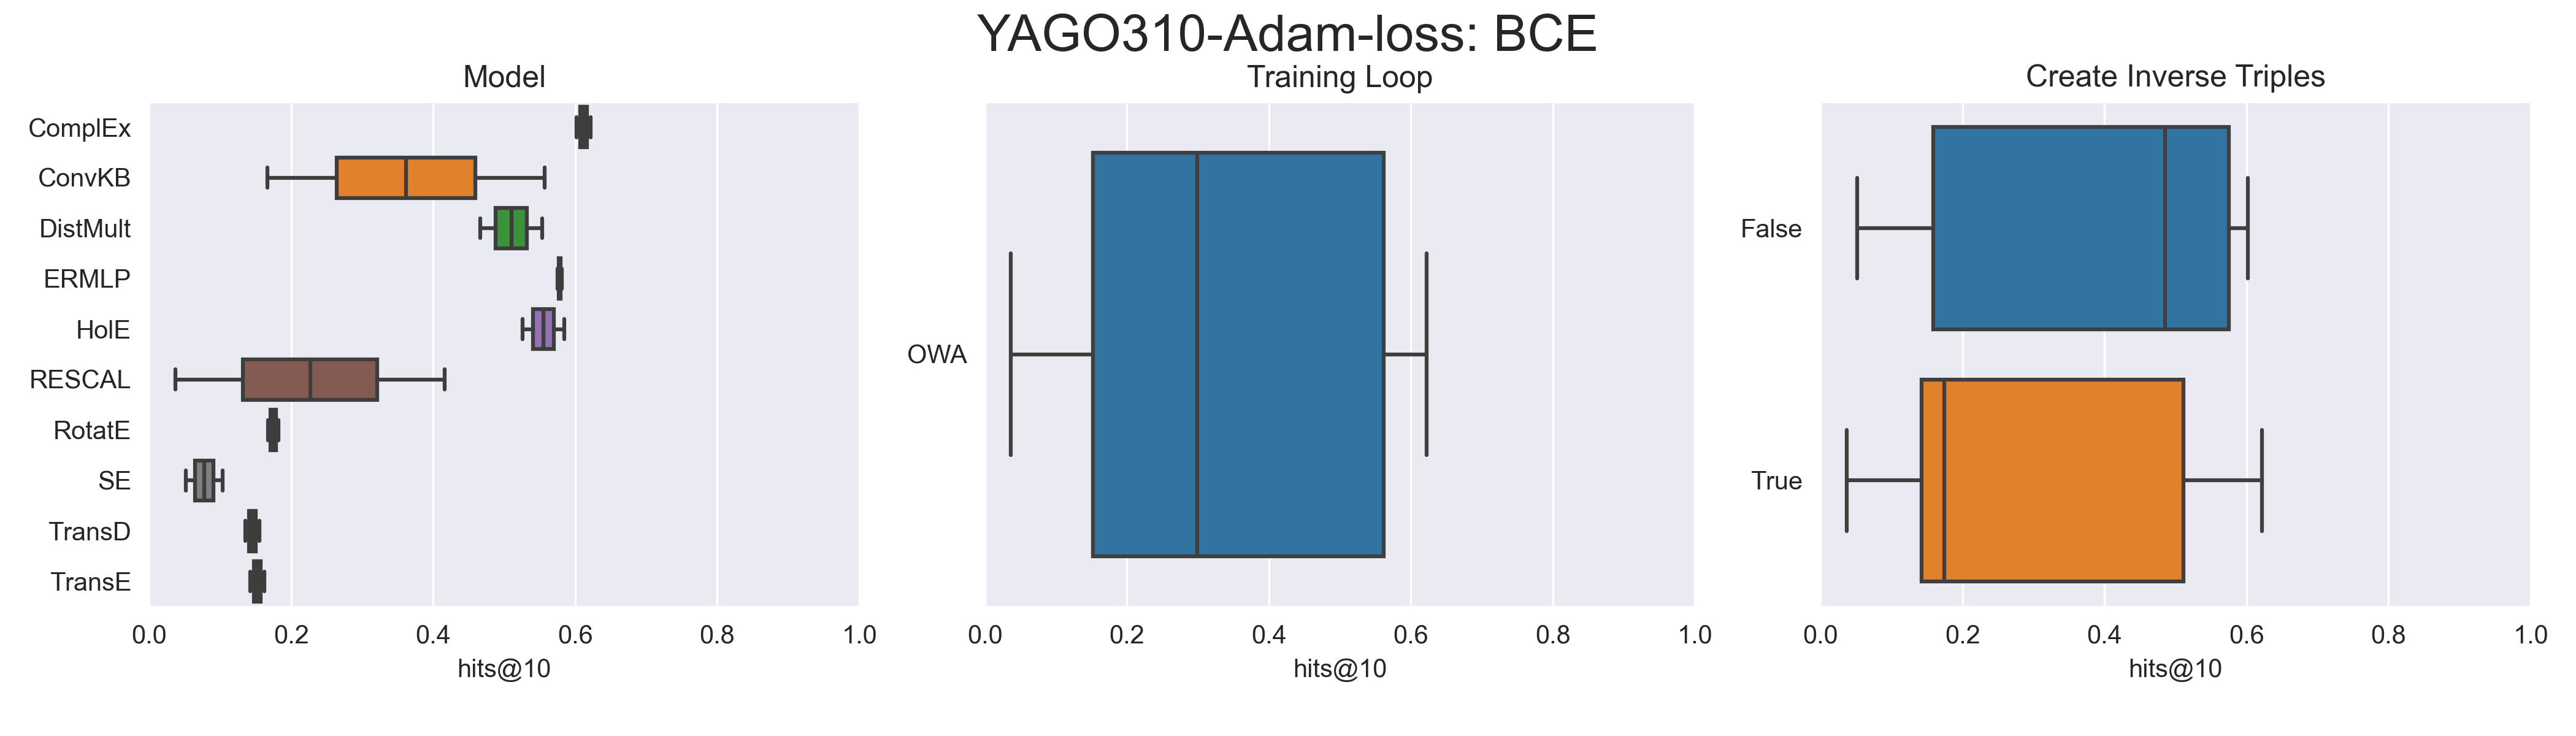 YAGO310-Adam-loss: BCE
Model
ComplEx
ConvKB
DistMult
ERMLP
HolE
RESCAL
RotatE
SE
TransD
TransE
0.0 0.2 0.4 0.6 0.8 1.0
hits@10
Training Loop
OWA
0.0 0.2 0.4 0.6 0.8 1.0
hits@10
Create Inverse Triples
False
True
0.0 0.2 0.4 0.6 0.8 1.0
hits@10